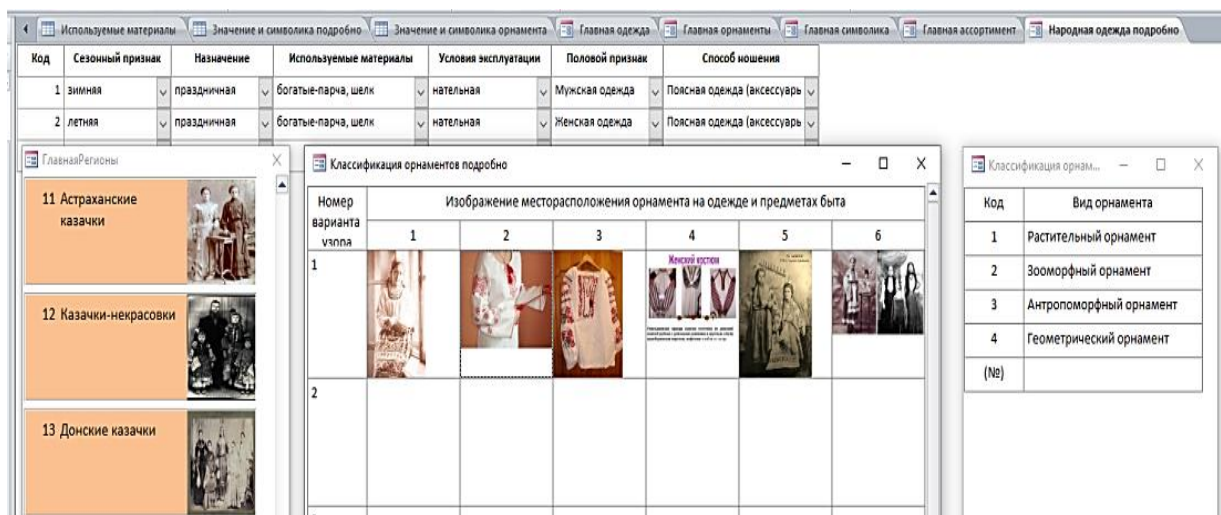 Используемые материалы Значение и символика подробно Значение и символика орнамента Главная одежда Главная орнаменты Главная символика Главная ассортимент Народная одежда подробно
Код Сезонный признак Назначение Используемые материалы Условия эксплуатации Половой признак Способ ношения
1 зимняя праздничная богатые-парча, шелк нательная Мужская одежда Поясная одежда (аксессуары
2 летняя праздничная богатые-парча, шелк нательная Женская одежда Поясная одежда (аксессуары
ГлавнаяРегионы
11 Астраханские
казачки
12 Казачки-некрасовки
13 Донские казачки
Классификация орнаментов подробно
Номер
варианта
узора
Изображение месторасположения орнамента на одежде и предметах быта
1 2 3 4 5 6
1
Женский костюм
2
Классификация орнам...
Код Вид орнамента
1 Растительный орнамент
2 Зооморфный орнамент
3 Антропоморфный орнамент
4 Геометрический орнамент
(№)